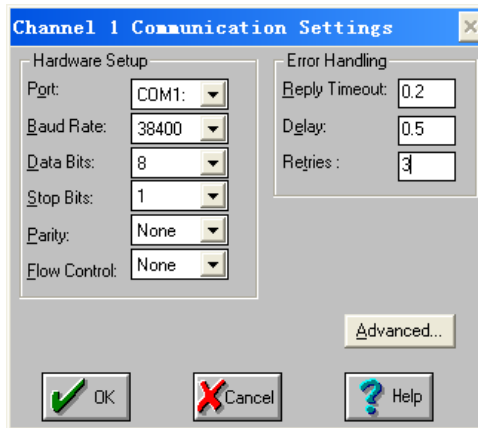 Channel 1 Communication Settings
Hardware Setup
Port: COM1:
Baud Rate: 38400
Data Bits: 8
Stop Bits: 1
Parity: None
Flow Control: None
Error Handling
Reply Timeout: 0.2
Delay: 0.5
Retries : 3
Advanced...
OK
Cancel
? Help